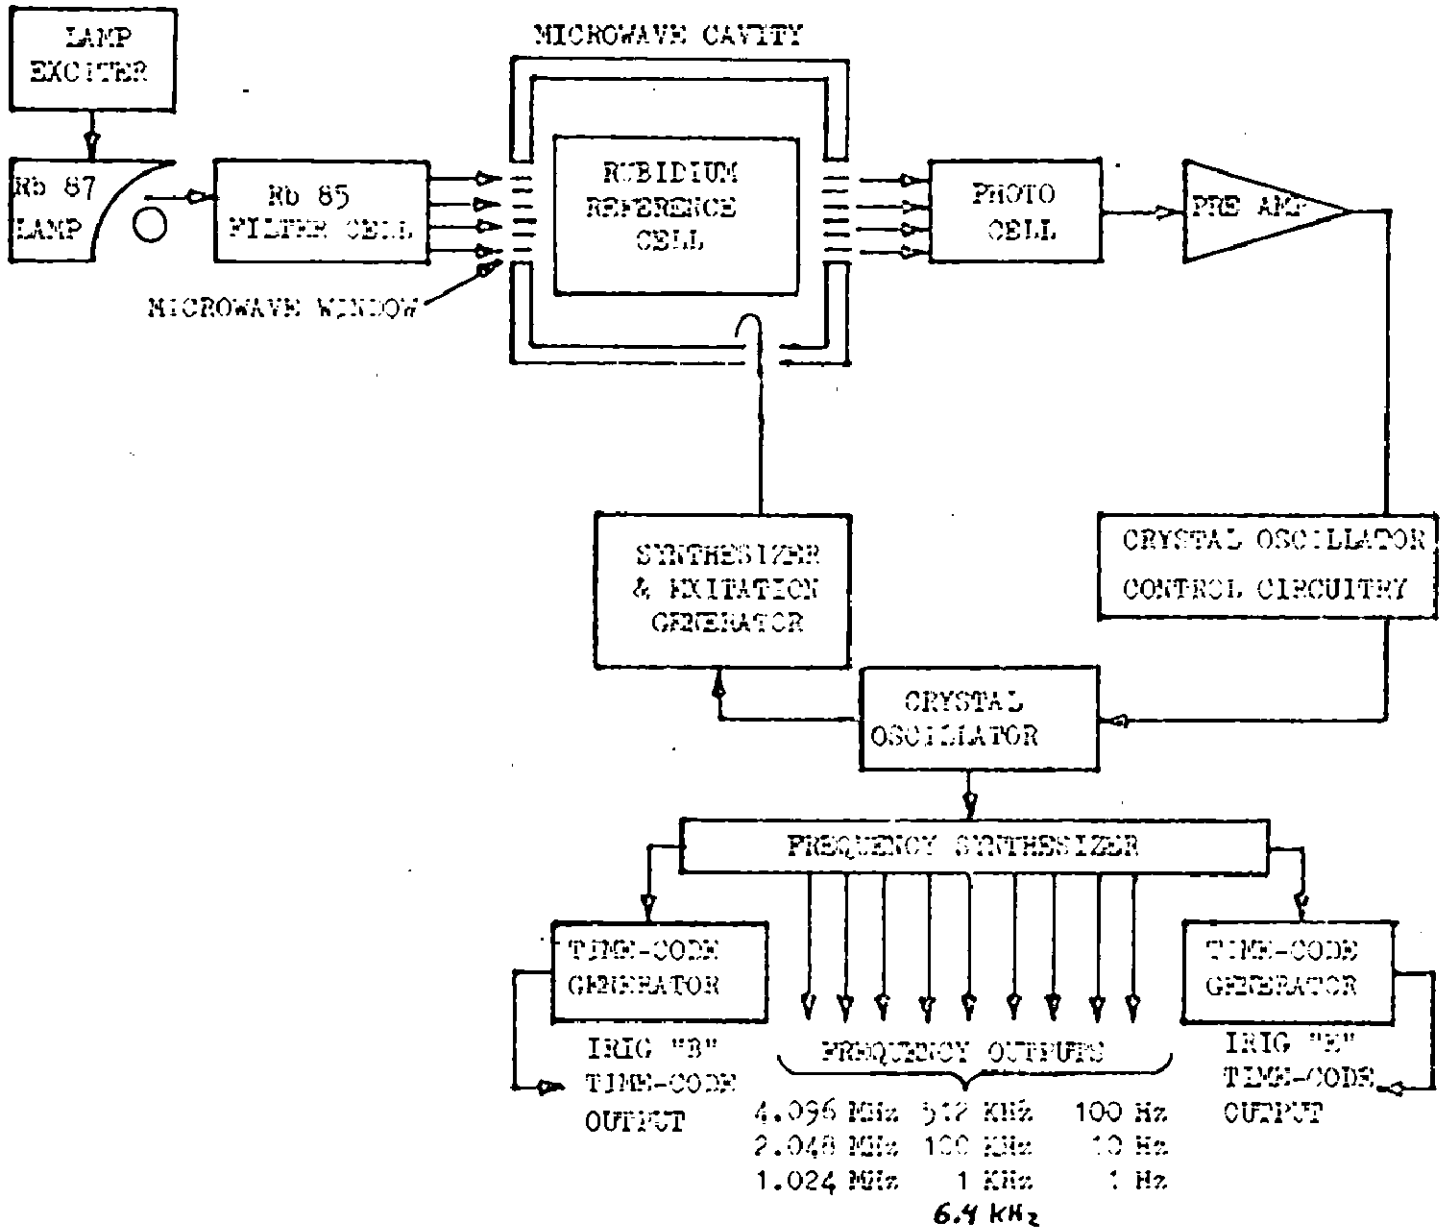 LAMP
EXCITER
MICROWAVE CAVITY
Rb 87
LAMP
Rb 85
FILTER CELL
RUBIDIUM
REFERENCE
CELL
PHOTO
CELL
PRE AMP
MICROWAVE WINDOW
SYNTHESIZER
& EXITATION
GENERATOR
CRYSTAL OSCILLATOR
CONTROL CIRCUITRY
CRYSTAL
OSCILLATOR
FREQUENCY SYNTHESIZER
TIME-CODE
GENERATOR
TIME-CODE
GENERATOR
IRIG "B"
TIME-CODE
OUTPUT
FREQUENCY OUTPUTS
IRIG "E"
TIME-CODE
OUTPUT
4.096 MHz 512 KHz 100 Hz
2.048 MHz 100 KHz 10 Hz
1.024 MHz 1 KHz 1 Hz
6.4 KHz